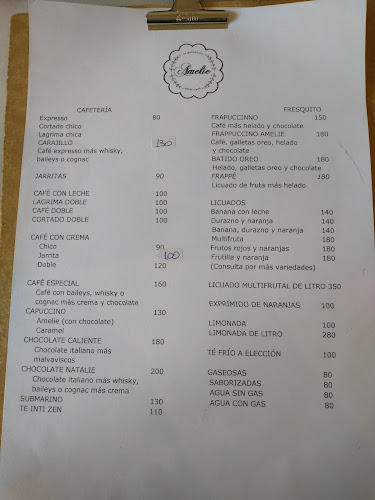 Amelie
CAFETERÍA
Expresso 80
Cortado chico
Lagrima chica
CARAJILLO 130
Café expresso más whisky,
baileys o cognac
JARRITAS 90
CAFÉ CON LECHE 100
LAGRIMA DOBLE 100
CAFÉ DOBLE 100
CORTADO DOBLE 100
CAFÉ CON CREMA
Chico 90
Jarrita 100
Doble 120
CAFÉ ESPECIAL 160
Café con baileys, whisky o
cognac más crema y chocolate
CAPUCCINO 130
Amelie (con chocolate)
Caramel
CHOCOLATE CALIENTE 180
Chocolate italiano más
malvaviscos
CHOCOLATE NATALIE 200
Chocolate italiano más whisky,
baileys o cognac más crema
SUBMARINO 130
TE INTI ZEN 110
FRESQUITO
FRAPUCCINNO 150
Café más helado y chocolate
FRAPPUCCINO AMELIE 180
Café, galletas oreo, helado
y chocolate
BATIDO OREO 180
Helado, galletas oreo y chocolate
FRAPPÉ 180
Licuado de fruta más helado
LICUADOS
Banana con leche 140
Durazno y naranja 140
Banana, durazno y naranja 140
Multifruta 180
Frutos rojos y naranjas 180
Frutilla y naranja 180
(Consulta por más variedades)
LICUADO MULTIFRUTAL DE LITRO 350
EXPRIMIDO DE NARANJAS 100
LIMONADA 100
LIMONADA DE LITRO 280
TÉ FRÍO A ELECCIÓN 100
GASEOSAS 80
SABORIZADAS 80
AGUA SIN GAS 80
AGUA CON GAS 80